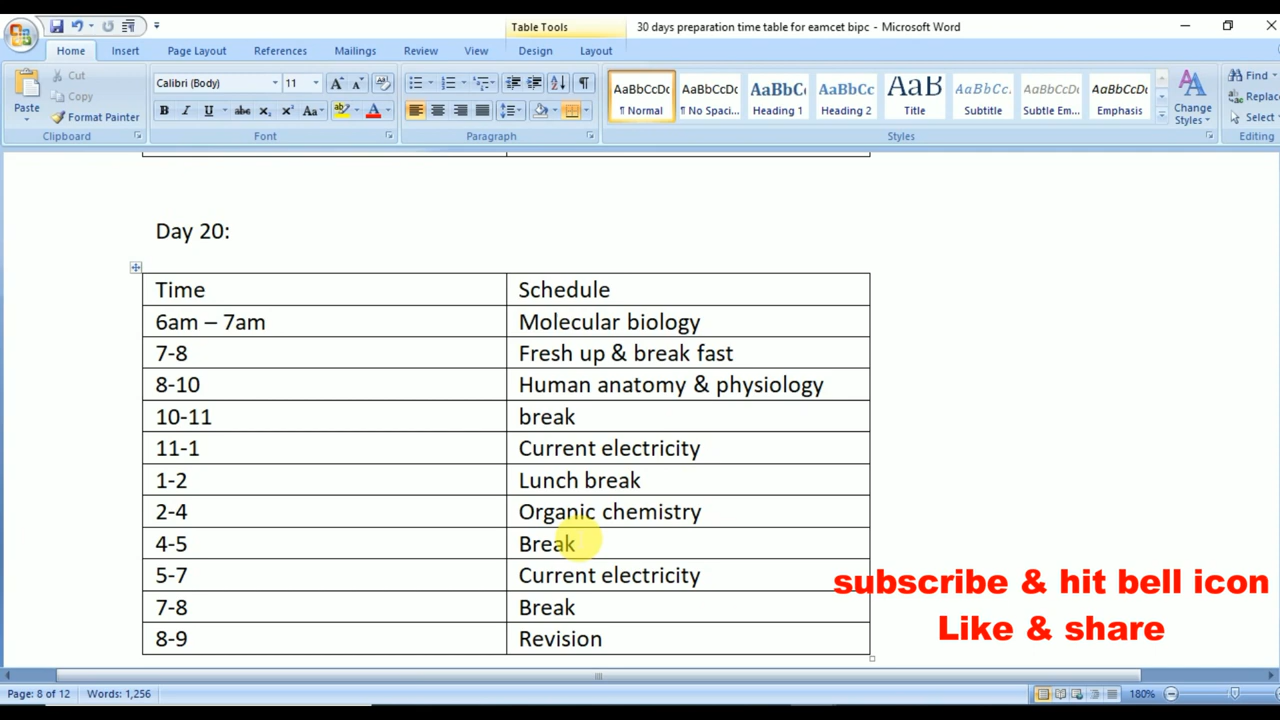 Table Tools
30 days preparation time table for eamcet bipc - Microsoft Word
Home Insert Page Layout References Mailings Review View Design Layout
Paste
Cut
Copy
Format Painter
Clipboard
Calibri (Body) 11
Font
Paragraph
AaBbCcDc AaBbCcDc AaBbC AaBbCc AaB AaBbCc. AaBbCcDc AaBbCcDc
¶ Normal ¶ No Spaci... Heading 1 Heading 2 Title Subtitle Subtle Em... Emphasis
Change Styles
Styles
Find
Replac
Select
Editing
Day 20:
Time Schedule
6am – 7am Molecular biology
7-8 Fresh up & break fast
8-10 Human anatomy & physiology
10-11 break
11-1 Current electricity
1-2 Lunch break
2-4 Organic chemistry
4-5 Break
5-7 Current electricity
7-8 Break
8-9 Revision
subscribe & hit bell icon
Like & share
Page: 8 of 12 Words: 1,256 180%